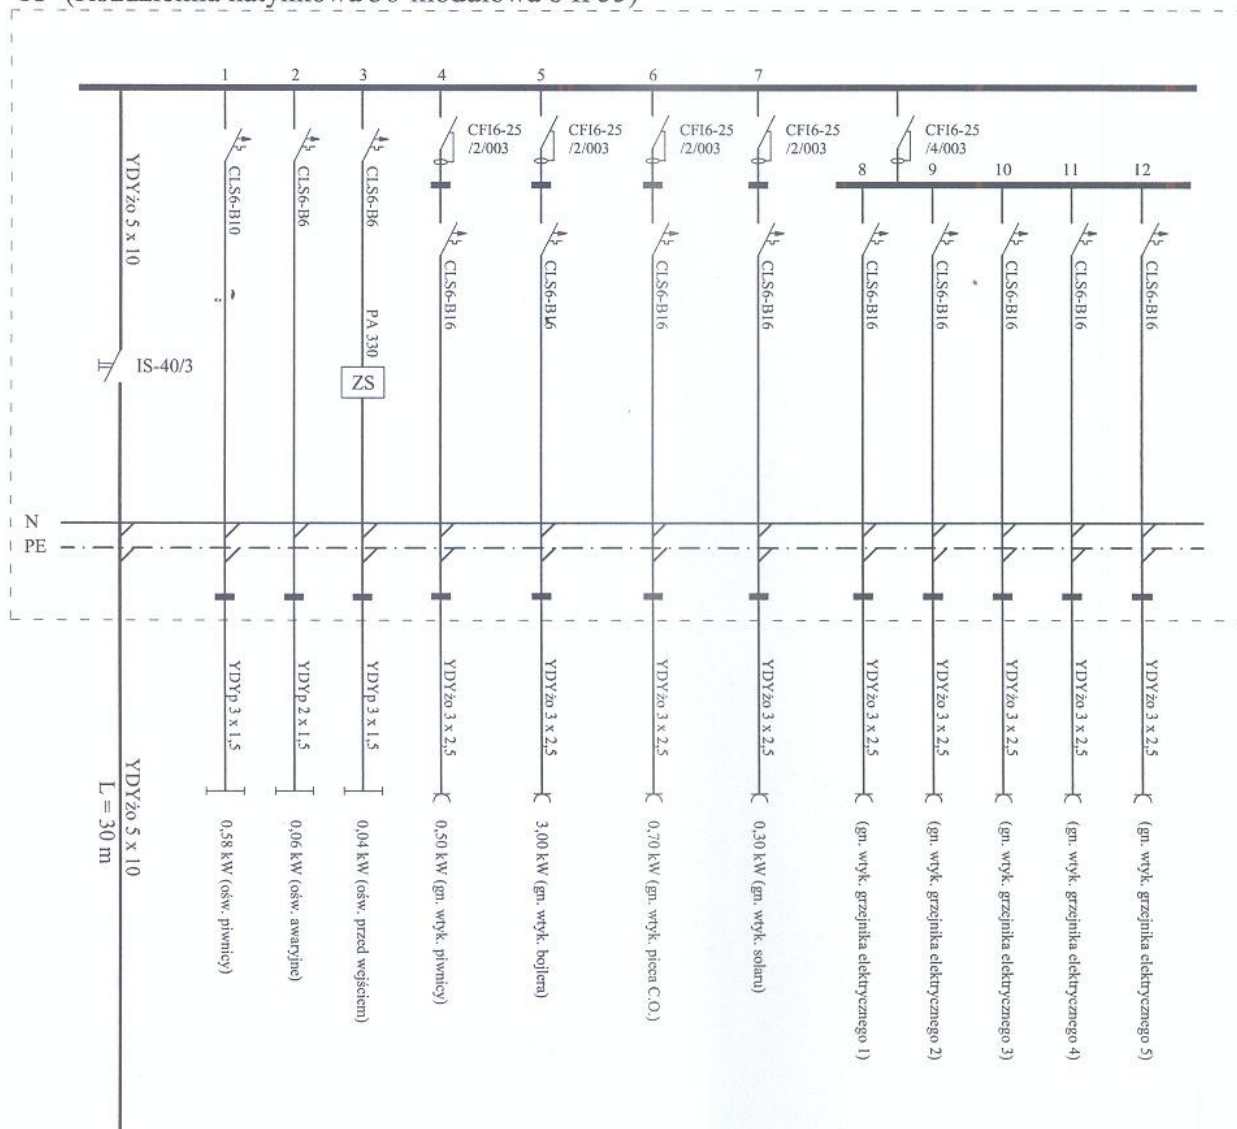 1 2 3 4 5 6 7
CFI6-25 /2/003
CFI6-25 /2/003
CFI6-25 /2/003
CFI6-25 /2/003
CFI6-25 /4/003
8 9 10 11 12
YDYżo 5 x 10
CLS6-B10
CLS6-B6
CLS6-B6
CLS6-B16
CLS6-B16
CLS6-B16
CLS6-B16
CLS6-B16
CLS6-B16
CLS6-B16
CLS6-B16
CLS6-B16
PA 330
ZS
IS-40/3
N
PE
YDYp 3 x 1,5
YDYp 2 x 1,5
YDYp 3 x 1,5
YDYżo 3 x 2,5
YDYżo 3 x 2,5
YDYżo 3 x 2,5
YDYżo 3 x 2,5
YDYżo 3 x 2,5
YDYżo 3 x 2,5
YDYżo 3 x 2,5
YDYżo 3 x 2,5
YDYżo 3 x 2,5
YDYżo 5 x 10
L = 30 m
0,58 kW (ośw. piwnicy)
0,06 kW (ośw. awaryjne)
0,04 kW (ośw. przed wejściem)
0,50 kW (gn. wtyk. piwnicy)
3,00 kW (gn. wtyk. bojlera)
0,70 kW (gn. wtyk. pieca C.O.)
0,30 kW (gn. wtyk. solaru)
(gn. wtyk. grzejnika elektrycznego 1)
(gn. wtyk. grzejnika elektrycznego 2)
(gn. wtyk. grzejnika elektrycznego 3)
(gn. wtyk. grzejnika elektrycznego 4)
(gn. wtyk. grzejnika elektrycznego 5)